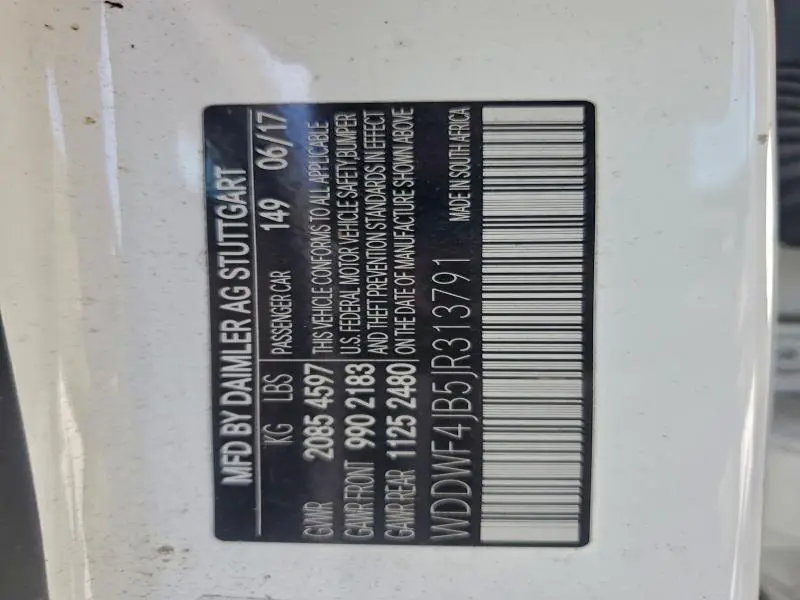 MFD BY DAIMLER AG STUTTGART
KG LBS PASSENGER CAR 149 06/17
GVWR 2085 4597 THIS VEHICLE CONFORMS TO ALL APPLICABLE
GAWR FRONT 990 2183 U.S. FEDERAL MOTOR VEHICLE SAFETY,BUMPER
AND THEFT PREVENTION STANDARDS IN EFFECT
GAWR REAR 1125 2480 ON THE DATE OF MANUFACTURE SHOWN ABOVE
WDDWF4JB5JR313791 MADE IN SOUTH AFRICA